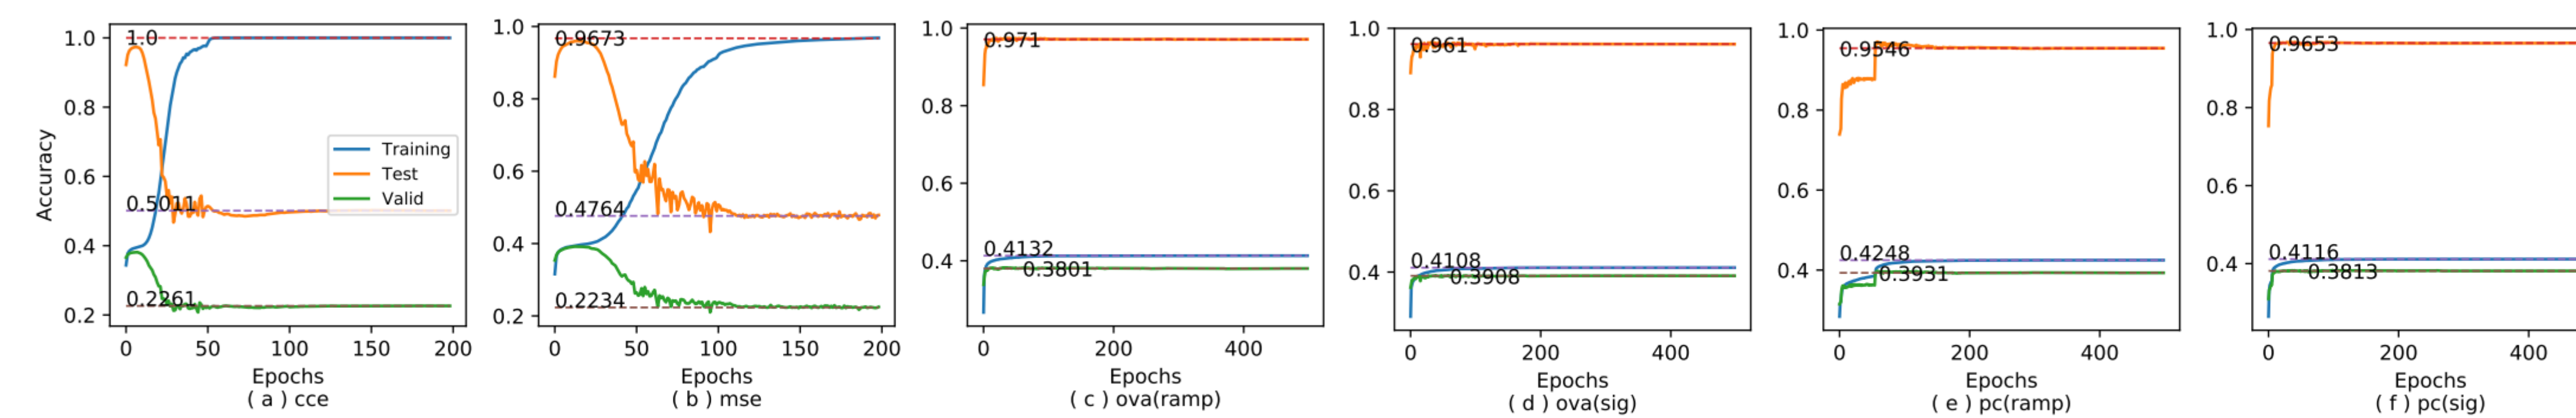 Accuracy
1.0
0.8
0.6
0.4
0.2
1.0
0.5011
0.2261
Training
Test
Valid
0 50 100 150 200
Epochs
( a ) cce
1.0
0.8
0.6
0.4
0.2
0.9673
0.4764
0.2234
0 50 100 150 200
Epochs
( b ) mse
1.0
0.8
0.6
0.4
0.971
0.4132
0.3801
0 200 400
Epochs
( c ) ova(ramp)
1.0
0.8
0.6
0.4
0.961
0.4108
0.3908
0 200 400
Epochs
( d ) ova(sig)
1.0
0.8
0.6
0.4
0.9546
0.4248
0.3931
0 200 400
Epochs
( e ) pc(ramp)
1.0
0.8
0.6
0.4
0.9653
0.4116
0.3813
0 200 400
Epochs
( f ) pc(sig)